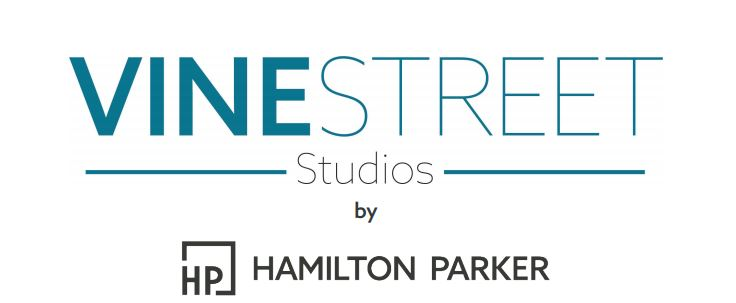 VINESTREET
Studios
by
HP HAMILTON PARKER